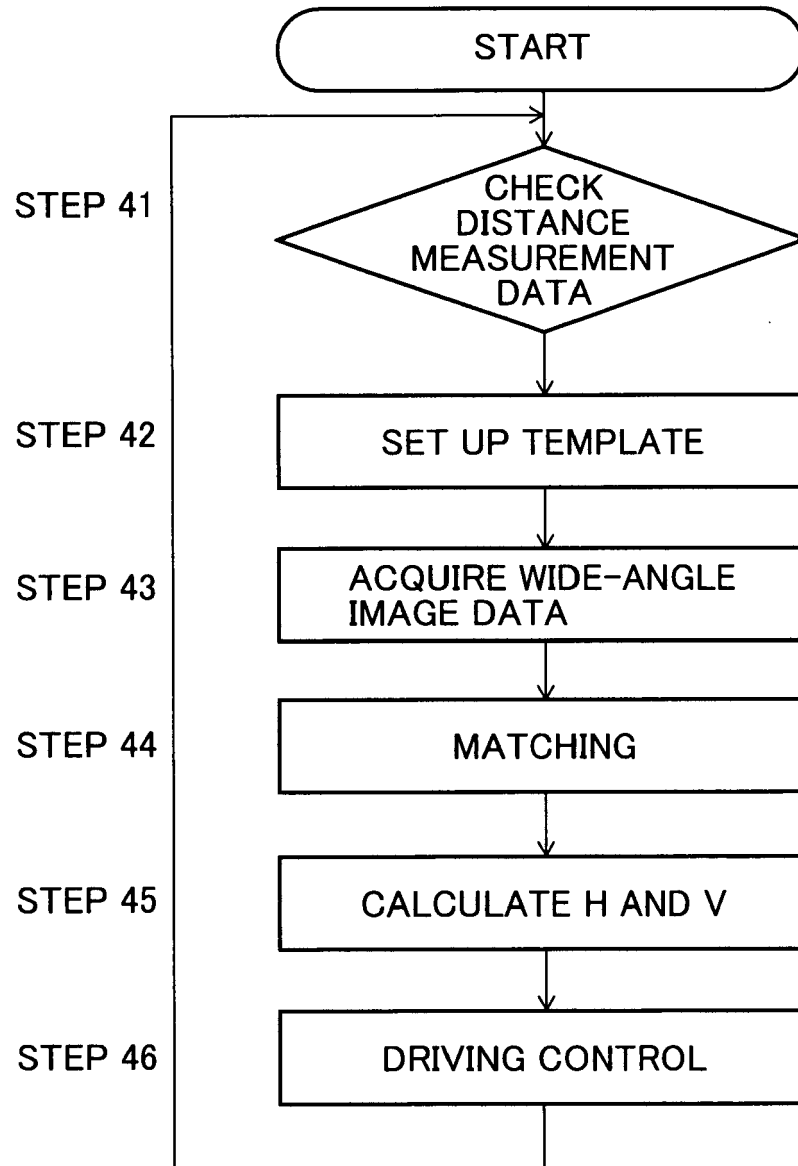 START
STEP 41
CHECK
DISTANCE
MEASUREMENT
DATA
STEP 42
SET UP TEMPLATE
STEP 43
ACQUIRE WIDE-ANGLE
IMAGE DATA
STEP 44
MATCHING
STEP 45
CALCULATE H AND V
STEP 46
DRIVING CONTROL